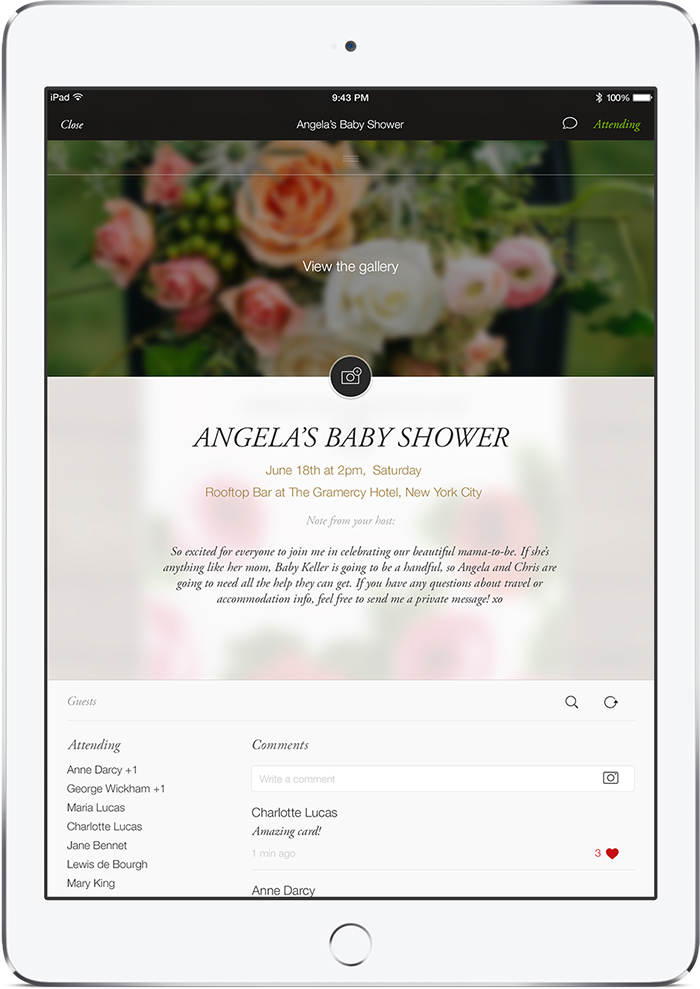 iPad 9:43 PM 100%
Close Angela's Baby Shower Attending
View the gallery
ANGELA'S BABY SHOWER
June 18th at 2pm, Saturday
Rooftop Bar at The Gramercy Hotel, New York City
Note from your host:
So excited for everyone to join me in celebrating our beautiful mama-to-be. If she's
anything like her mom, Baby Keller is going to be a handful, so Angela and Chris are
going to need all the help they can get. If you have any questions about travel or
accommodation info, feel free to send me a private message! xo
Guests
Attending
Anne Darcy +1
George Wickham +1
Maria Lucas
Charlotte Lucas
Jane Bennet
Lewis de Bourgh
Mary King
Comments
Write a comment
Charlotte Lucas
Amazing card!
1 min ago 3
Anne Darcy